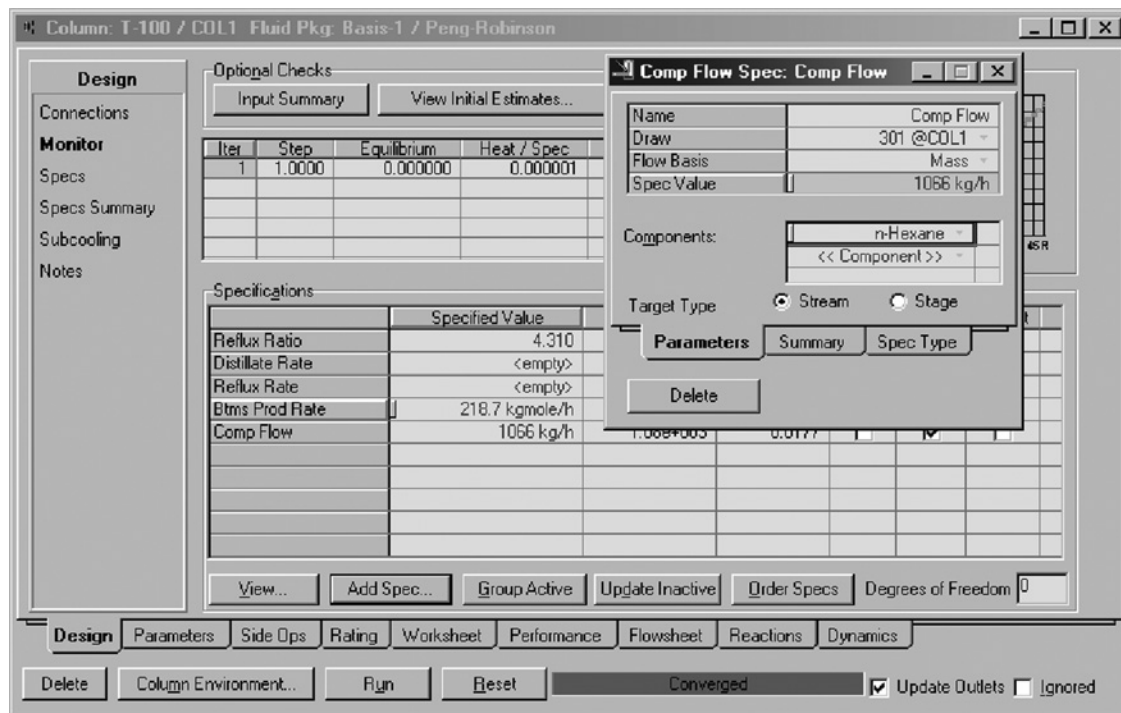 Column: T-100 / COL1 Fluid Pkg: Basis-1 / Peng-Robinson
Design
Connections
Monitor
Specs
Specs Summary
Subcooling
Notes
Optional Checks
Input Summary
View Initial Estimates...
Iter Step Equilibrium Heat / Spec
1 1.0000 0.000000 0.000001
Specifications
Specified Value
Reflux Ratio 4.310
Distillate Rate <empty>
Reflux Rate <empty>
Btms Prod Rate 218.7 kgmole/h
Comp Flow 1066 kg/h 0.0177
View... Add Spec... Group Active Update Inactive Order Specs Degrees of Freedom 0
Comp Flow Spec: Comp Flow
Name Comp Flow
Draw 301 @COL1
Flow Basis Mass
Spec Value 1066 kg/h
Components: n-Hexane
<< Component >>
Target Type Stream Stage
Parameters Summary Spec Type
Delete
Design Parameters Side Ops Rating Worksheet Performance Flowsheet Reactions Dynamics
Delete Column Environment... Run Reset Converged Update Outlets Ignored